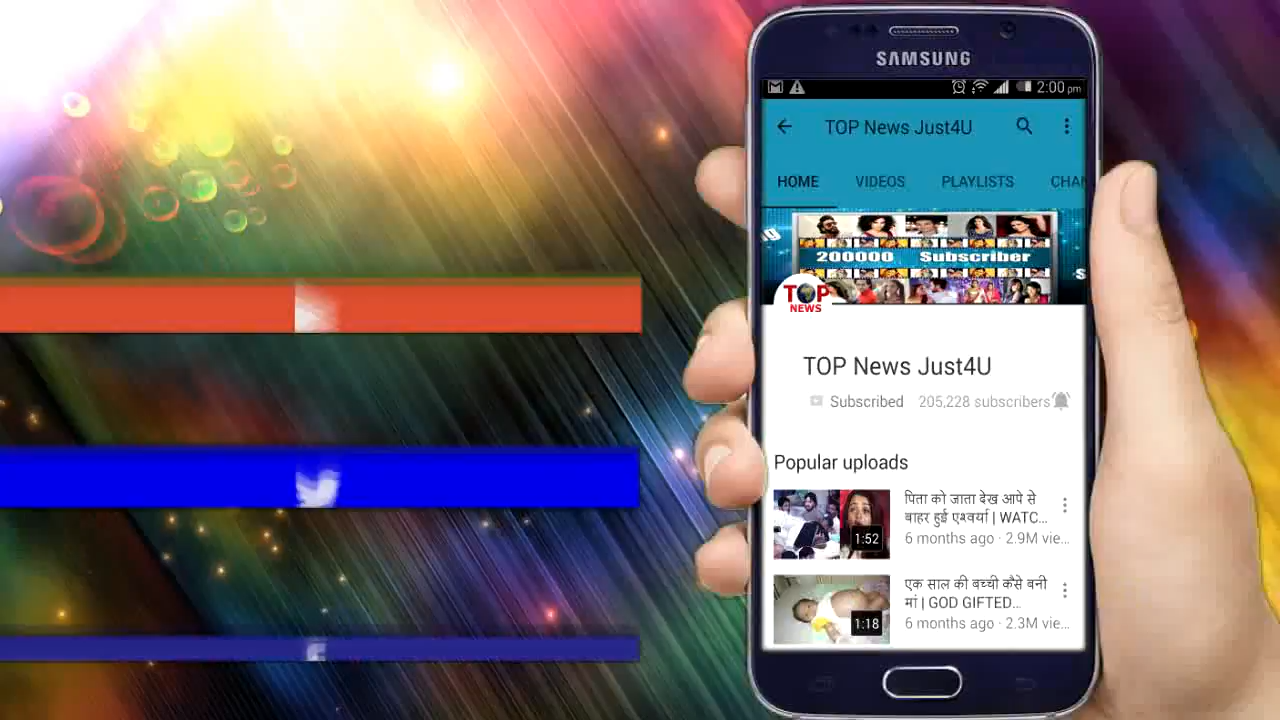 SAMSUNG
2:00 pm
TOP News Just4U
HOME VIDEOS PLAYLISTS CHAN
200000 Subscriber
TOP
NEWS
TOP News Just4U
Subscribed 205,228 subscribers
Popular uploads
पिता को जाता देख आपे से
बाहर हुई एश्वर्या | WATC...
1:52
6 months ago · 2.9M vie...
एक साल की बच्ची कैसे बनी
मां | GOD GIFTED...
1:18
6 months ago · 2.3M vie...